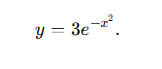 y = 3e^{-x^2}.